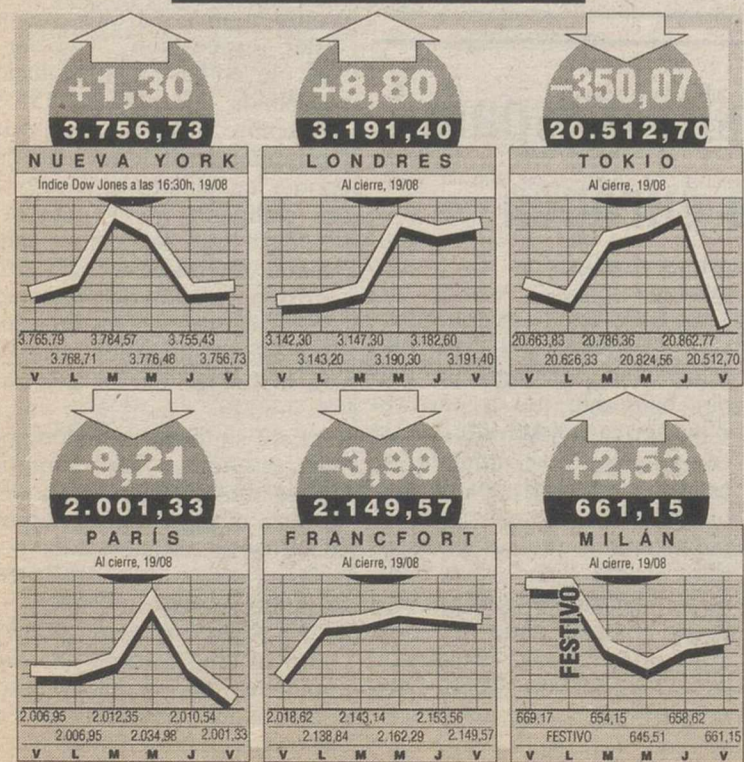 +1,30
3.756,73
NUEVA YORK
Índice Dow Jones a las 16:30h, 19/08
3.765,79 3.784,57 3.755,43
3.768,71 3.776,48 3.756,73
V L M M J V
+8,80
3.191,40
LONDRES
Al cierre, 19/08
3.142,30 3.147,30 3.182,60
3.143,20 3.190,30 3.191,40
V L M M J V
-350,07
20.512,70
TOKIO
Al cierre, 19/08
20.663,83 20.786,36 20.862,77
20.626,33 20.824,56 20.512,70
V L M M J V
-9,21
2.001,33
PARÍS
Al cierre, 19/08
2.006,95 2.012,35 2.010,54
2.006,95 2.034,98 2.001,33
V L M M J V
-3,99
2.149,57
FRANCFORT
Al cierre, 19/08
2.018,62 2.143,14 2.153,56
2.138,84 2.162,29 2.149,57
V L M M J V
+2,53
661,15
MILÁN
Al cierre, 19/08
FESTIVO
669,17 654,15 658,62
FESTIVO 645,51 661,15
V L M M J V